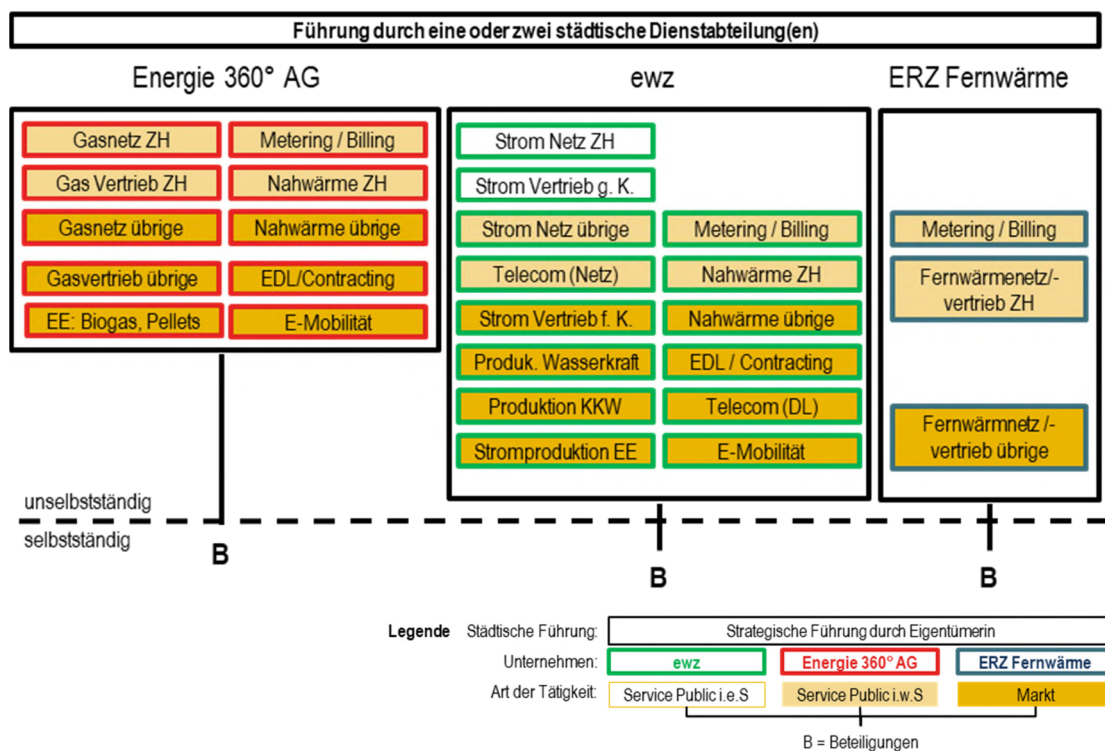 Führung durch eine oder zwei städtische Dienstabteilung(en)
Energie 360° AG
ewz
ERZ Fernwärme
Gasnetz ZH
Metering / Billing
Gas Vertrieb ZH
Nahwärme ZH
Gasnetz übrige
Nahwärme übrige
Gasvertrieb übrige
EDL/Contracting
EE: Biogas, Pellets
E-Mobilität
Strom Netz ZH
Strom Vertrieb g. K.
Strom Netz übrige
Metering / Billing
Telecom (Netz)
Nahwärme ZH
Strom Vertrieb f. K.
Nahwärme übrige
Produk. Wasserkraft
EDL / Contracting
Produktion KKW
Telecom (DL)
Stromproduktion EE
E-Mobilität
Metering / Billing
Fernwärmenetz/-
vertrieb ZH
Fernwärmnetz /-
vertrieb übrige
unselbstständig
selbstständig
B
B
B
Legende
Städtische Führung:
Strategische Führung durch Eigentümerin
Unternehmen:
ewz
Energie 360° AG
ERZ Fernwärme
Art der Tätigkeit:
Service Public i.e.S
Service Public i.w.S
Markt
B = Beteiligungen